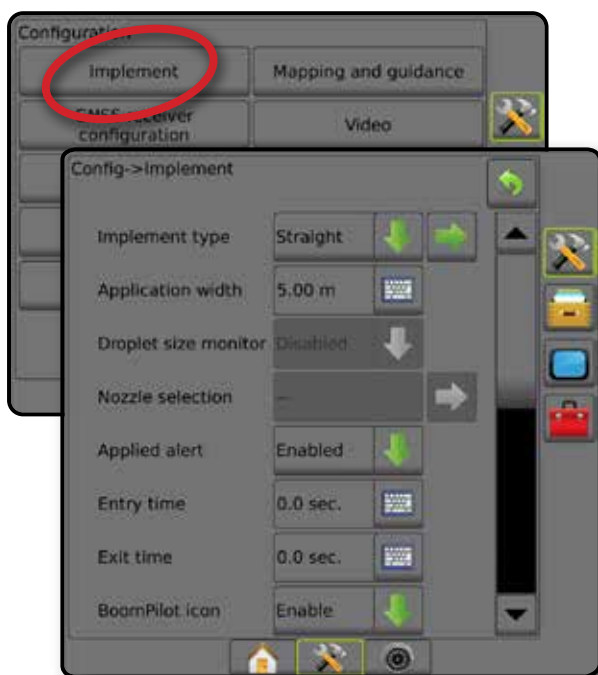 Configuration
Implement
Mapping and guidance
GNSS receiver
configuration
Video
Config->Implement
Implement type
Straight
Application width
5.00 m
Droplet size monitor
Disabled
Nozzle selection
---
Applied alert
Enabled
Entry time
0.0 sec.
Exit time
0.0 sec.
BoomPilot icon
Enable